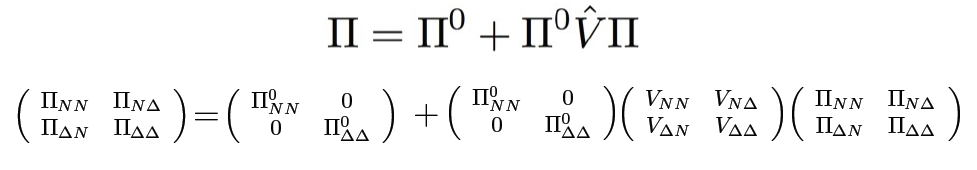 Π = Π⁰ + Π⁰V̂Π
( Π_NN Π_NΔ ; Π_ΔN Π_ΔΔ ) = ( Π⁰_NN 0 ; 0 Π⁰_ΔΔ ) + ( Π⁰_NN 0 ; 0 Π⁰_ΔΔ ) ( V_NN V_NΔ ; V_ΔN V_ΔΔ ) ( Π_NN Π_NΔ ; Π_ΔN Π_ΔΔ )